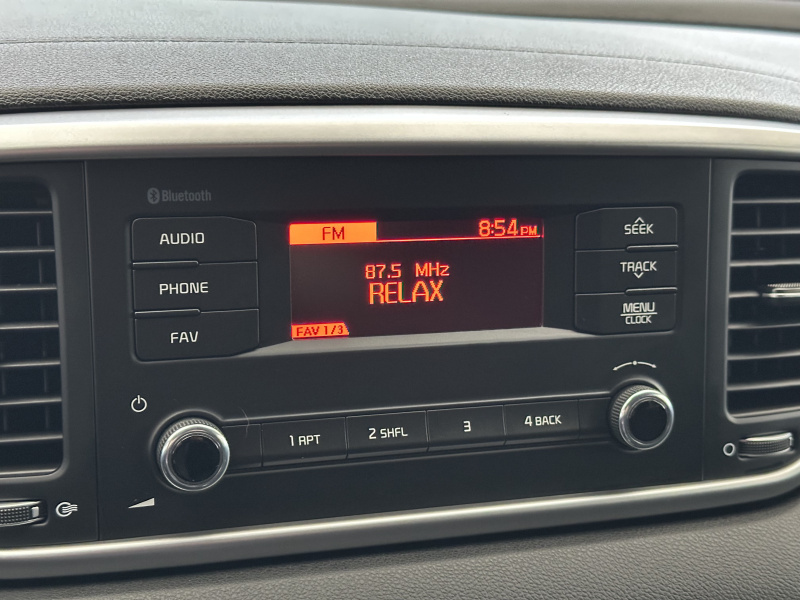 Bluetooth
AUDIO
PHONE
FAV
FM 8:54PM
87.5 MHz
RELAX
FAV 1/3
SEEK
TRACK
MENU
CLOCK
1 RPT
2 SHFL
3
4 BACK